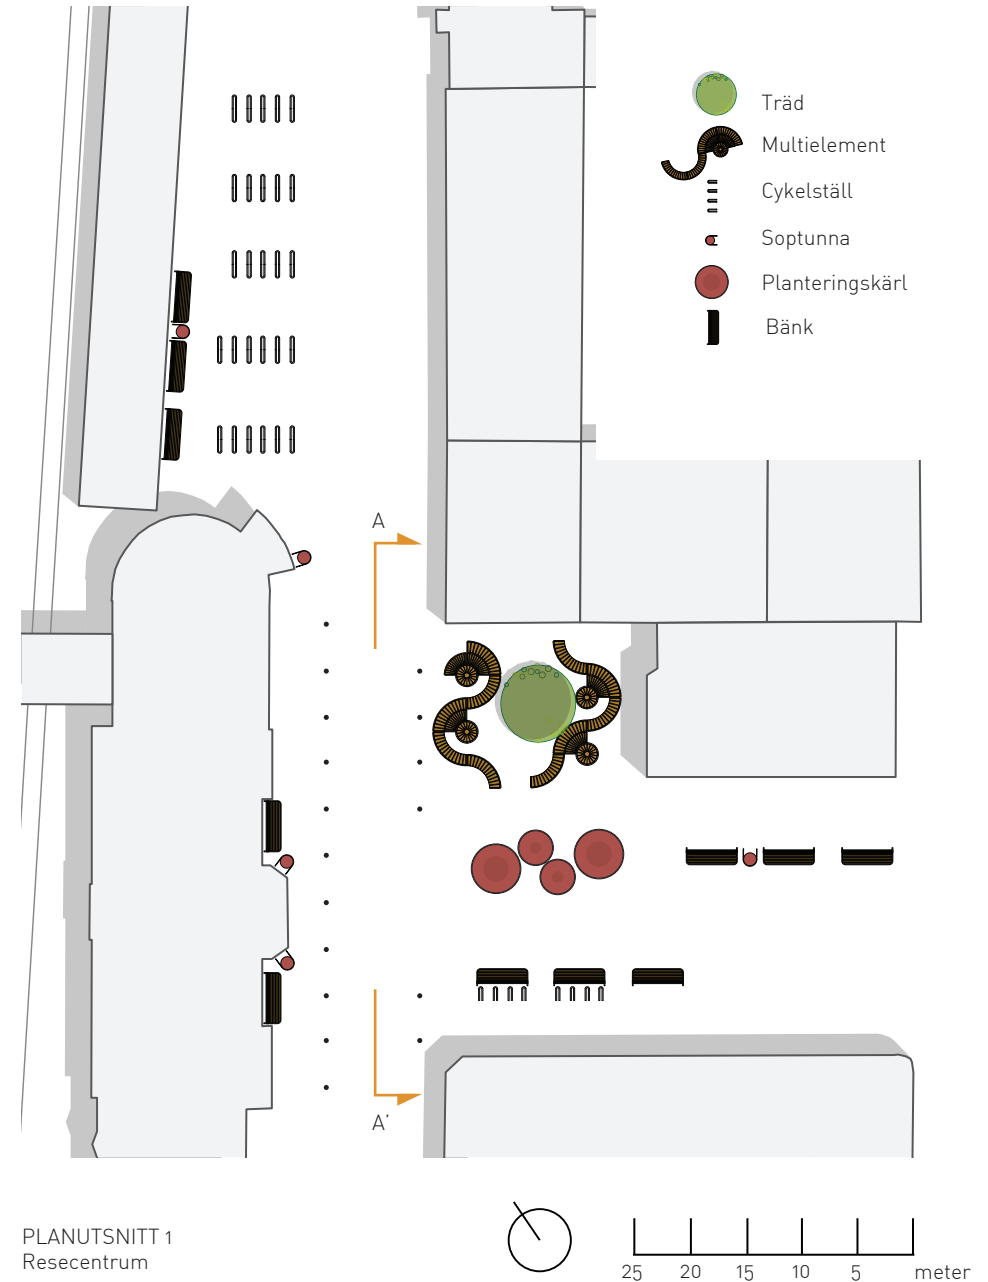 Träd
Multielement
Cykelställ
Soptunna
Planteringskärl
Bänk
A
A'
PLANUTSNITT 1
Resecentrum
25 20 15 10 5 meter